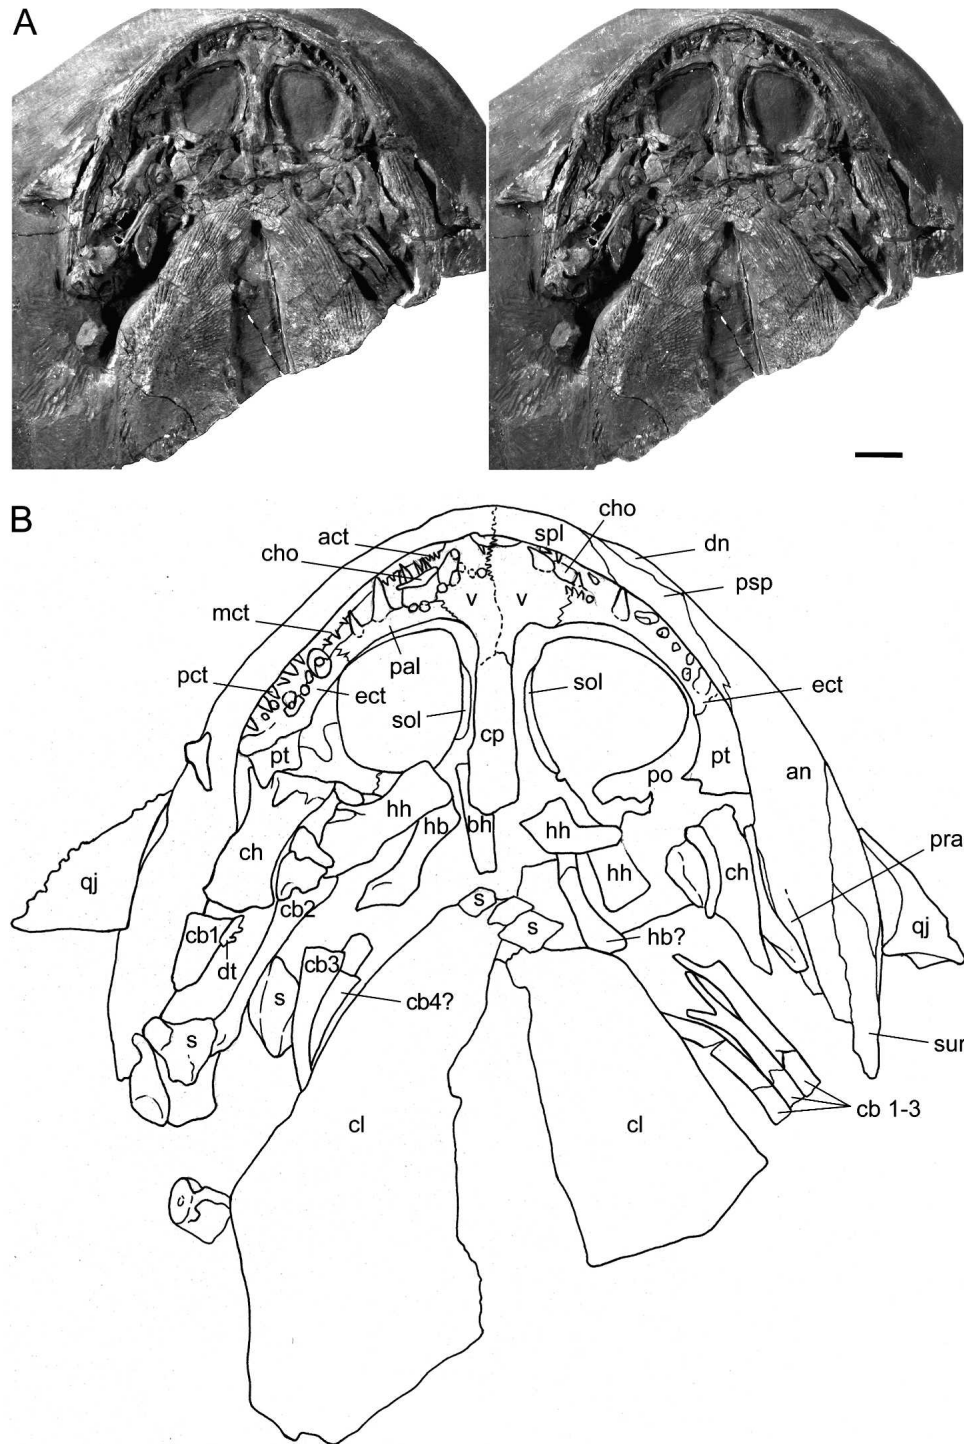 A
B
cho
spl
dn
act
cho
psp
v
v
mct
pal
pct
ect
sol
sol
ect
cp
pt
pt
po
an
hh
hb
bh
hh
pra
ch
ch
hh
qj
qj
cb2
s
s
cb1
hb?
dt
cb3
s
cb4?
s
sur
cb 1-3
cl
cl